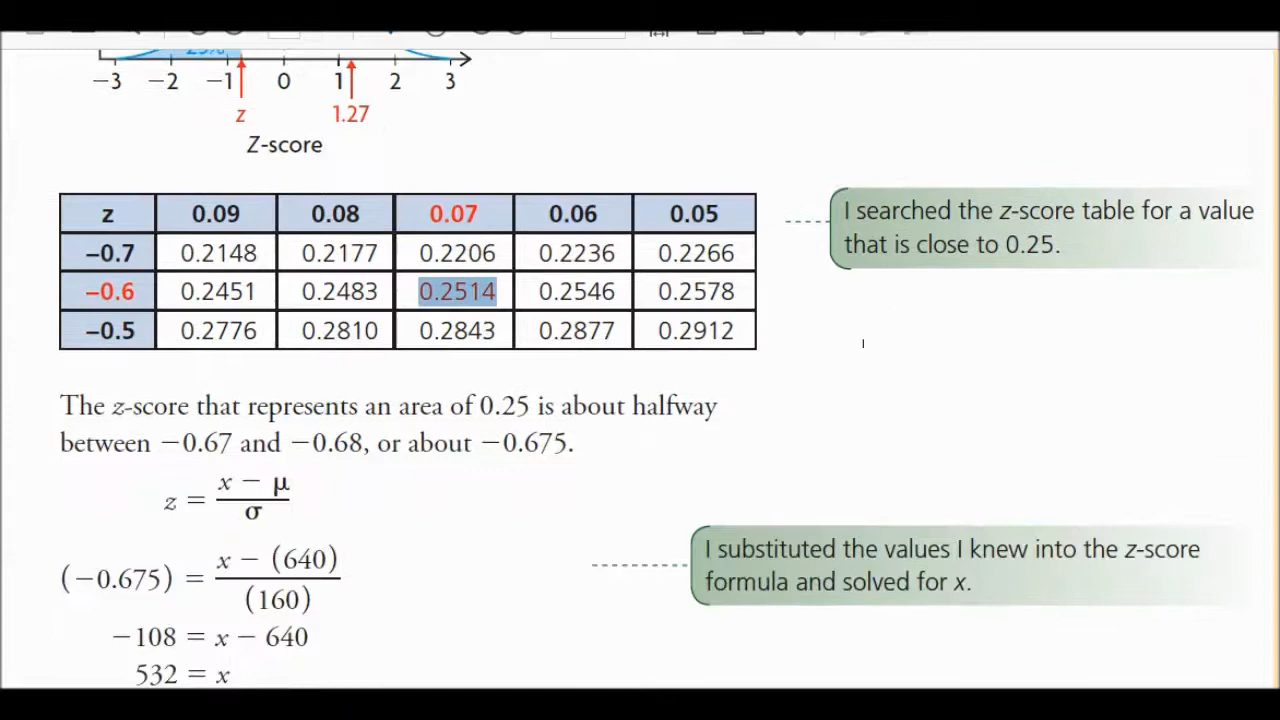 25%
−3 −2 −1 0 1 2 3
z 1.27
Z-score
z 0.09 0.08 0.07 0.06 0.05
−0.7 0.2148 0.2177 0.2206 0.2236 0.2266
−0.6 0.2451 0.2483 0.2514 0.2546 0.2578
−0.5 0.2776 0.2810 0.2843 0.2877 0.2912
I searched the z-score table for a value
that is close to 0.25.
The z-score that represents an area of 0.25 is about halfway
between −0.67 and −0.68, or about −0.675.
z = x − μ / σ
(−0.675) = x − (640) / (160)
−108 = x − 640
532 = x
I substituted the values I knew into the z-score
formula and solved for x.